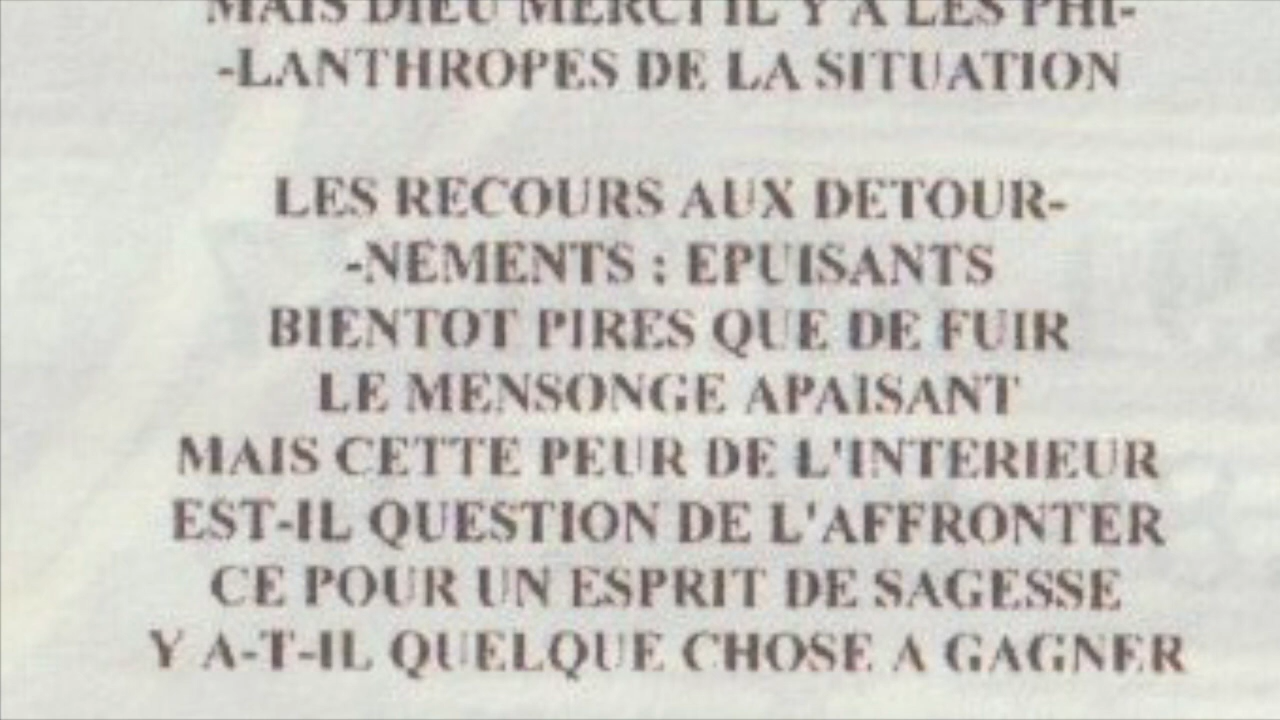 MAIS DIEU MERCI IL Y A LES PHI-
-LANTHROPES DE LA SITUATION
LES RECOURS AUX DETOUR-
-NEMENTS : EPUISANTS
BIENTOT PIRES QUE DE FUIR
LE MENSONGE APAISANT
MAIS CETTE PEUR DE L'INTERIEUR
EST-IL QUESTION DE L'AFFRONTER
CE POUR UN ESPRIT DE SAGESSE
Y A-T-IL QUELQUE CHOSE A GAGNER